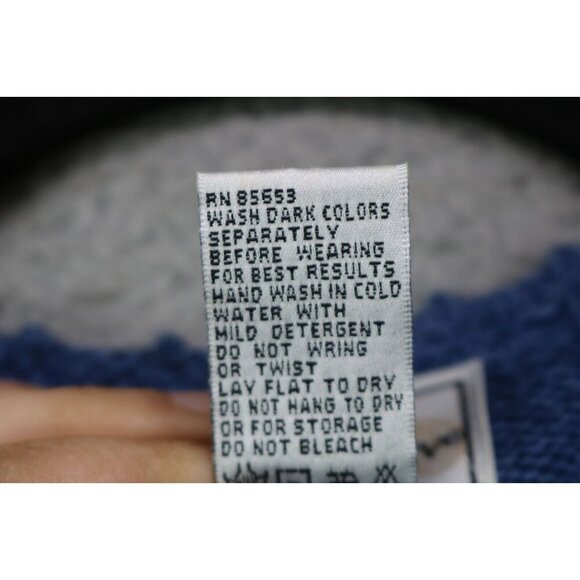 RN 85653
WASH DARK COLORS
SEPARATELY
BEFORE WEARING
FOR BEST RESULTS
HAND WASH IN COLD
WATER WITH
MILD DETERGENT
DO NOT WRING
OR TWIST
LAY FLAT TO DRY
DO NOT HANG TO DRY
OR FOR STORAGE
DO NOT BLEACH